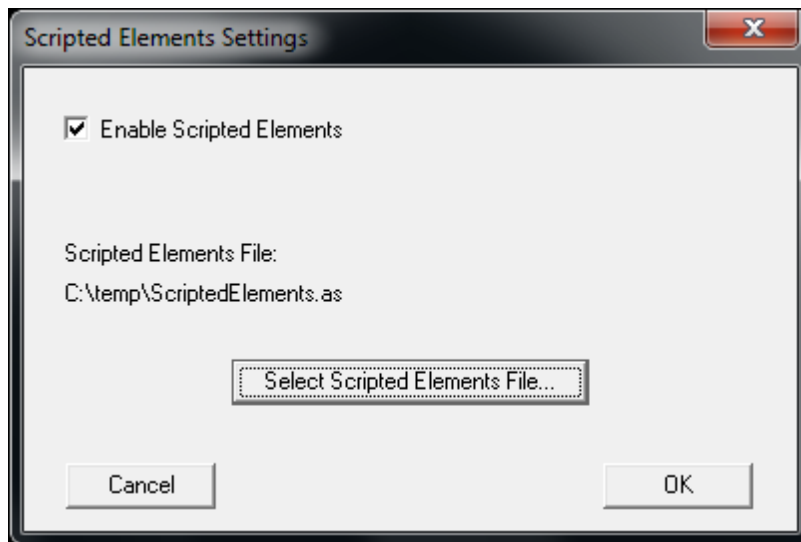 Scripted Elements Settings
Enable Scripted Elements
Scripted Elements File:
C:\temp\ScriptedElements.as
Select Scripted Elements File...
Cancel
OK